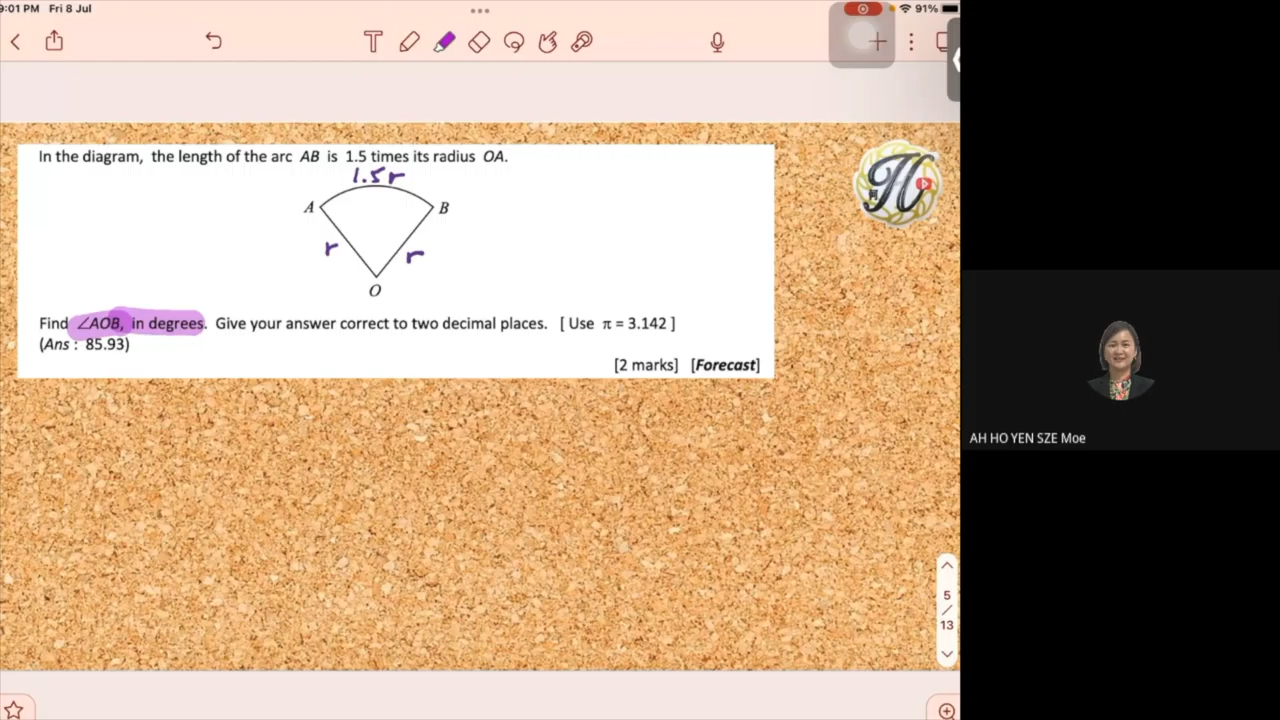 9:01 PM Fri 8 Jul
91%
In the diagram, the length of the arc AB is 1.5 times its radius OA.
1.5r
A
B
r
r
O
Find ∠AOB, in degrees. Give your answer correct to two decimal places. [ Use π = 3.142 ]
(Ans : 85.93)
[2 marks] [Forecast]
AH HO YEN SZE Moe
5
/
13